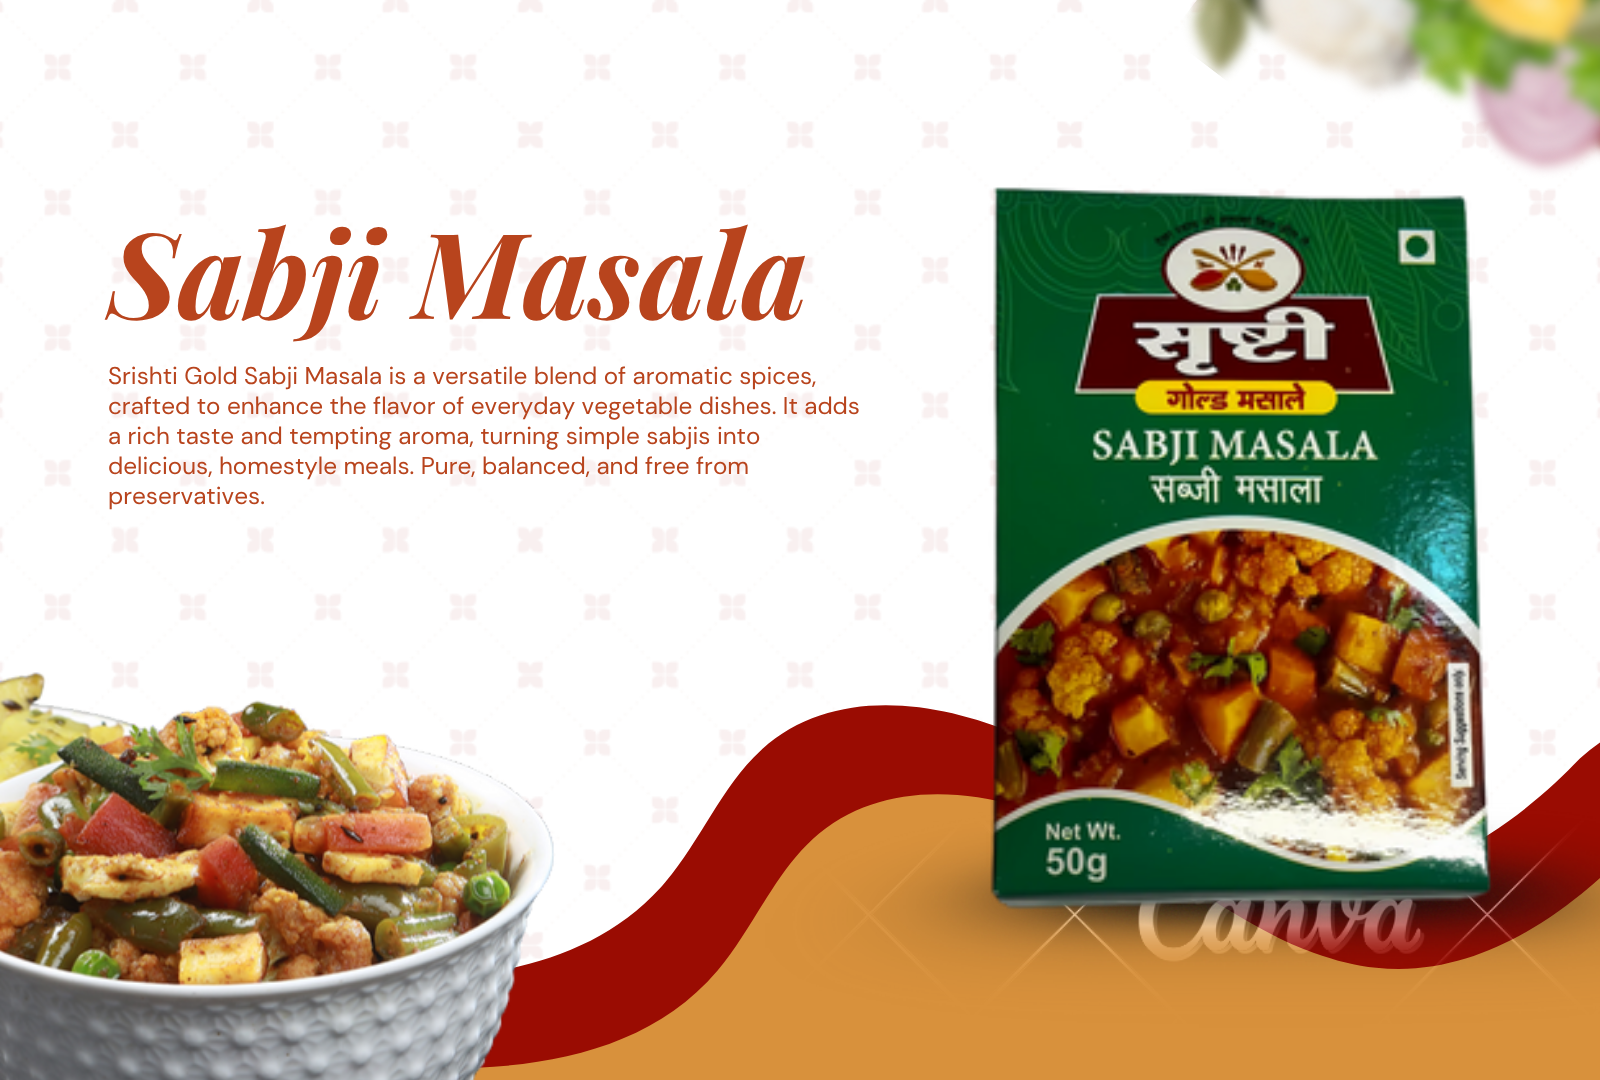 Sabji Masala
Srishti Gold Sabji Masala is a versatile blend of aromatic spices,
crafted to enhance the flavor of everyday vegetable dishes. It adds
a rich taste and tempting aroma, turning simple sabjis into
delicious, homestyle meals. Pure, balanced, and free from
preservatives.
सृष्टी
गोल्ड मसाले
SABJI MASALA
सब्जी मसाला
Serving Suggestions only
Net Wt.
50g
Canva